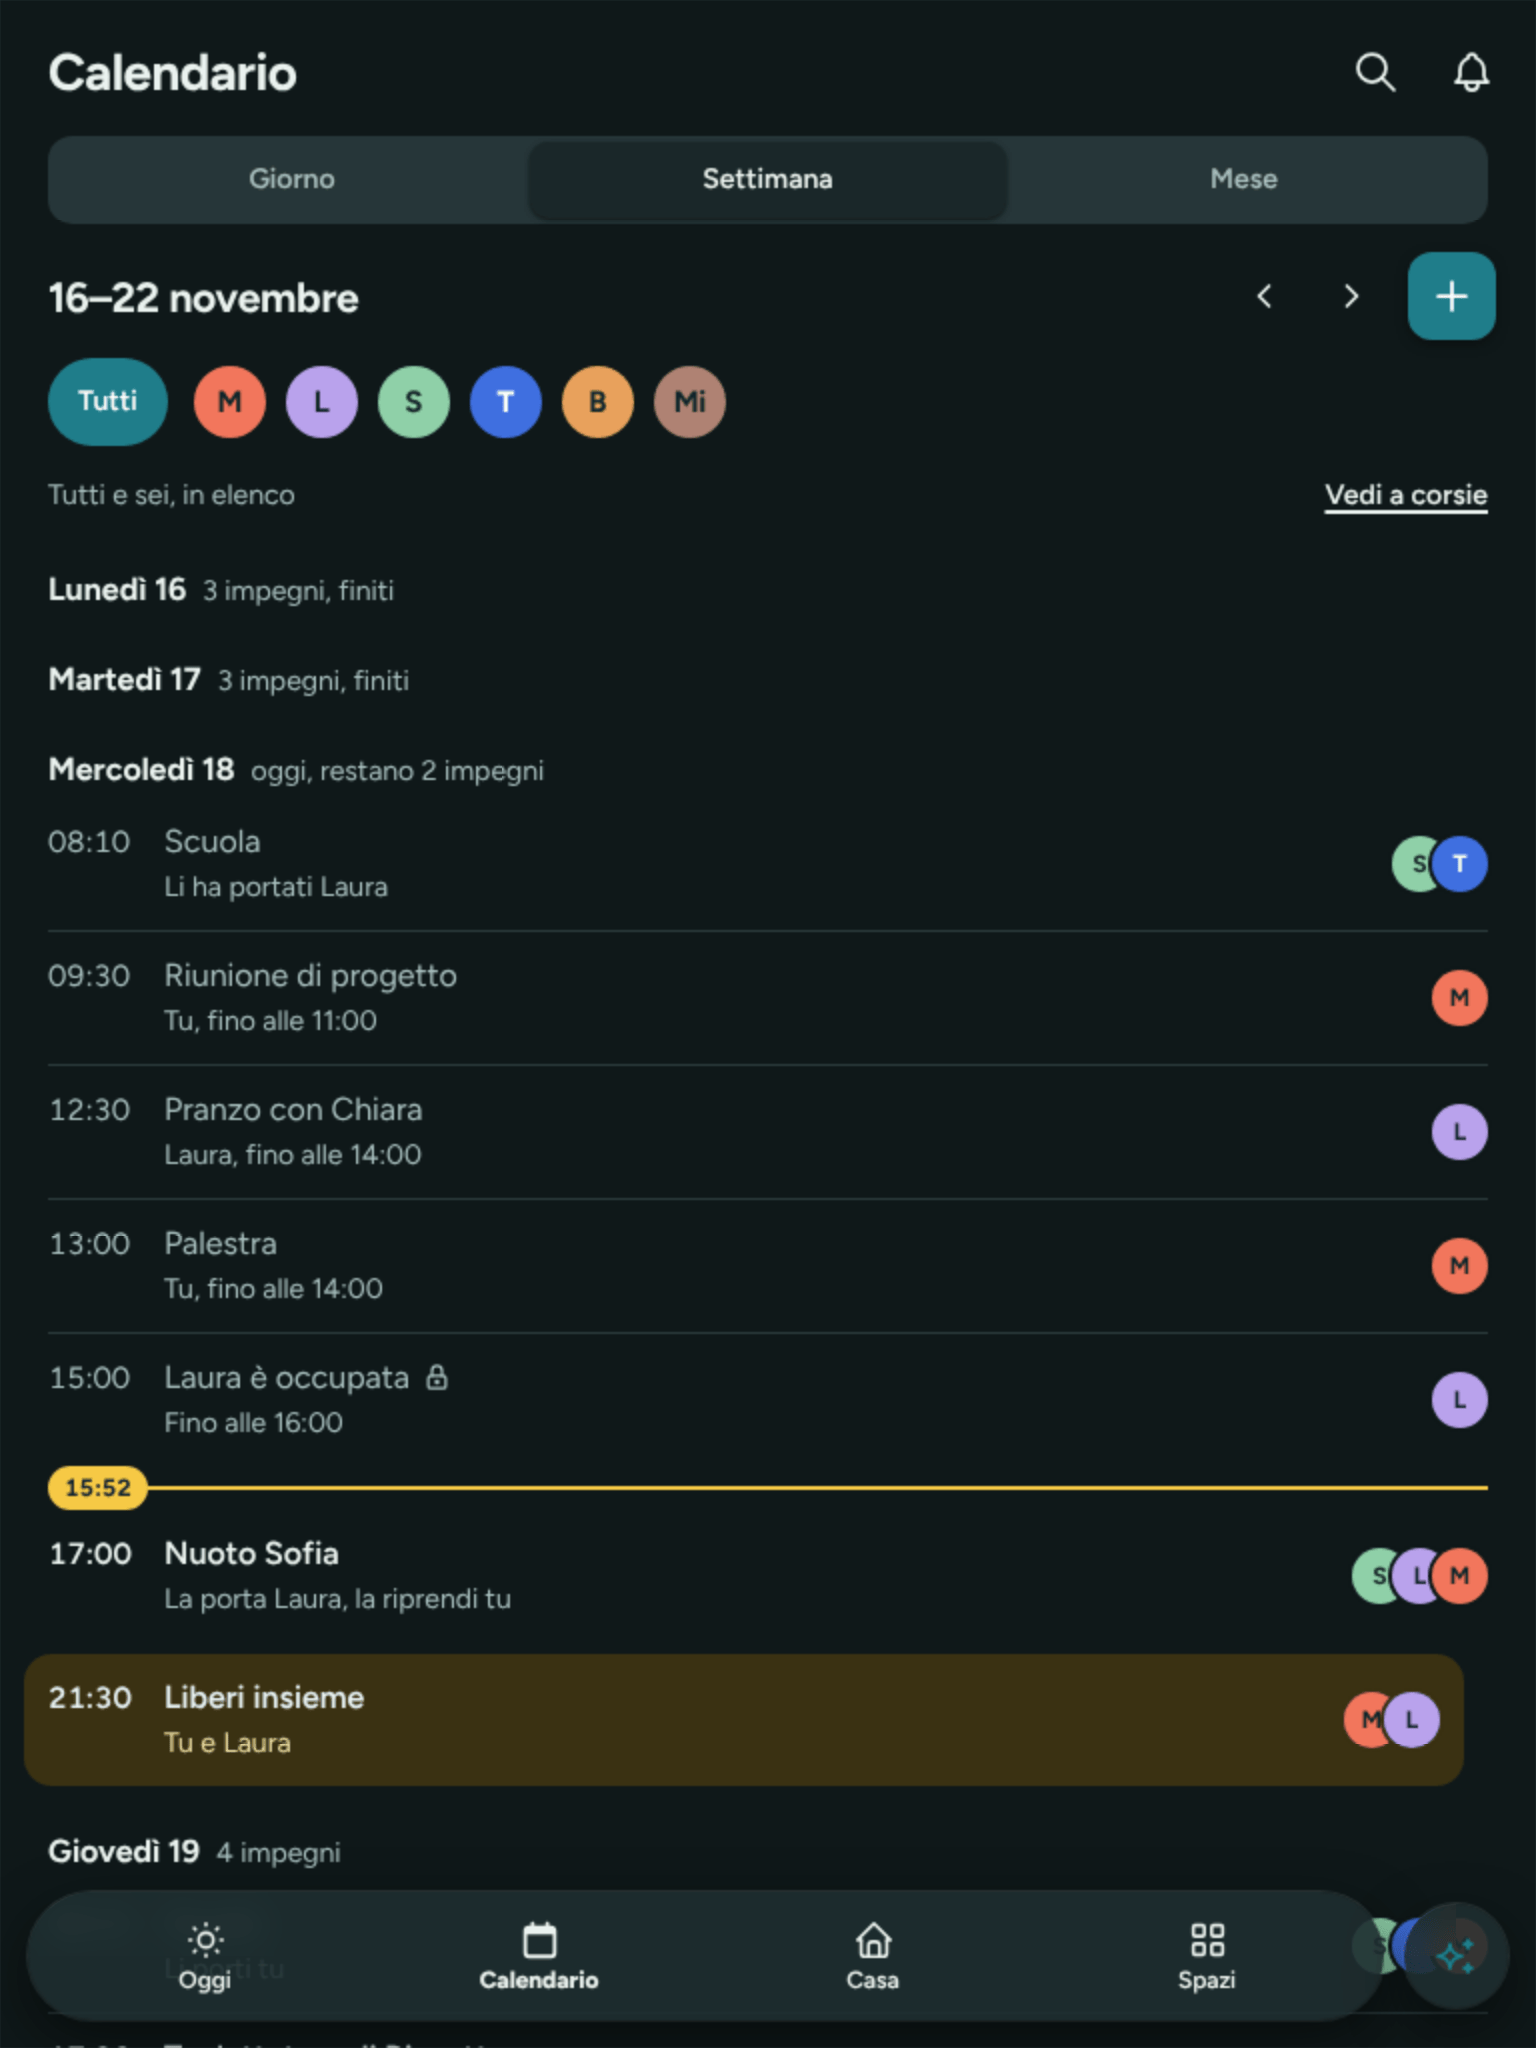 Calendario
Giorno Settimana Mese
16–22 novembre
Tutti M L S T B Mi
Tutti e sei, in elenco Vedi a corsie
Lunedì 16 3 impegni, finiti
Martedì 17 3 impegni, finiti
Mercoledì 18 oggi, restano 2 impegni
08:10 Scuola
Li ha portati Laura
S T
09:30 Riunione di progetto
Tu, fino alle 11:00
M
12:30 Pranzo con Chiara
Laura, fino alle 14:00
L
13:00 Palestra
Tu, fino alle 14:00
M
15:00 Laura è occupata
Fino alle 16:00
L
15:52
17:00 Nuoto Sofia
La porta Laura, la riprendi tu
S L M
21:30 Liberi insieme
Tu e Laura
M L
Giovedì 19 4 impegni
S
Li porti tu
Oggi Calendario Casa Spazi